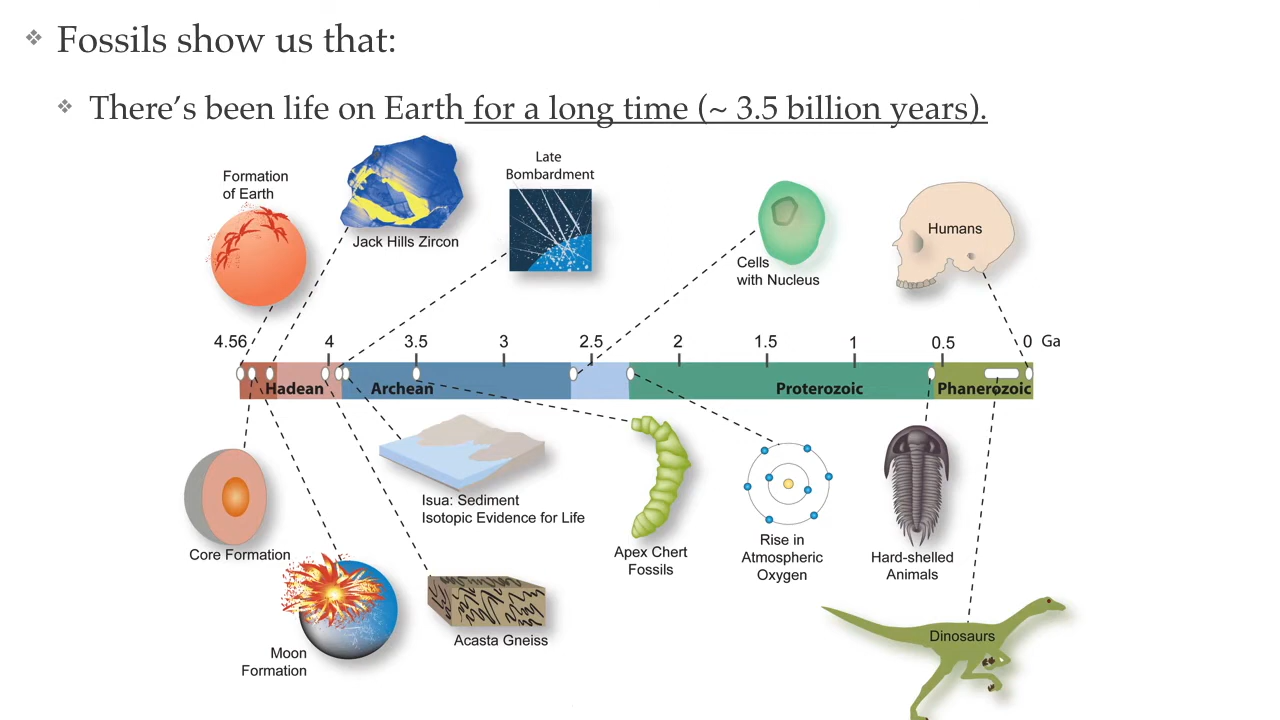 Fossils show us that:
There's been life on Earth for a long time (~ 3.5 billion years).
Late
Bombardment
Formation
of Earth
Jack Hills Zircon
Humans
Cells
with Nucleus
4.56 4 3.5 3 2.5 2 1.5 1 0.5 0 Ga
Hadean Archean Proterozoic Phanerozoic
Isua: Sediment
Isotopic Evidence for Life
Core Formation
Apex Chert
Fossils
Rise in
Atmospheric
Oxygen
Hard-shelled
Animals
Acasta Gneiss
Dinosaurs
Moon
Formation